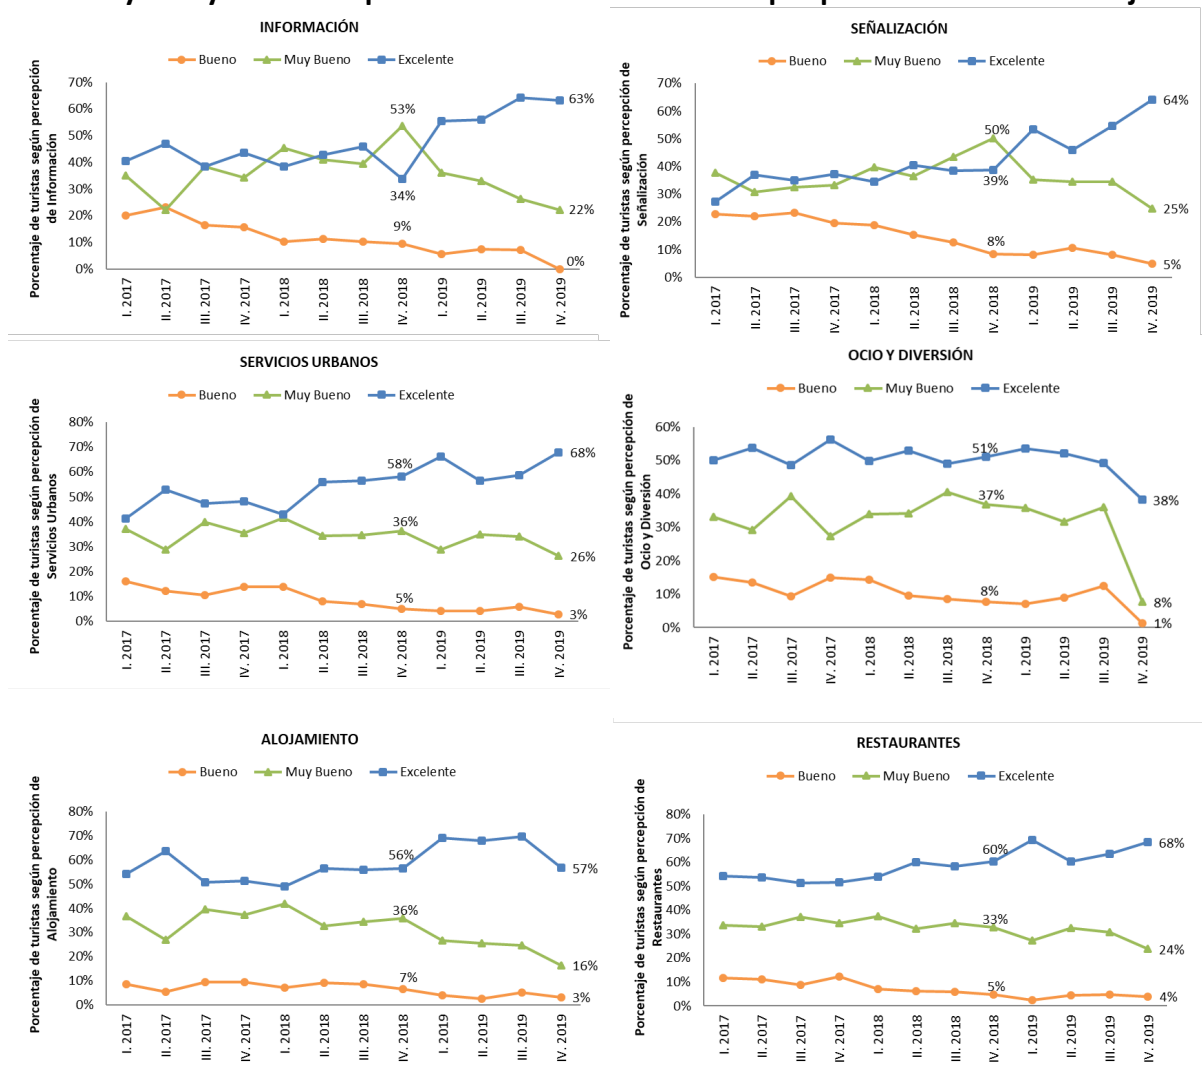 INFORMACIÓN
Bueno Muy Bueno Excelente
Porcentaje de turistas según percepción
de Información
70%
60%
50%
40%
30%
20%
10%
0%
53%
34%
9%
63%
22%
0%
I. 2017 II. 2017 III. 2017 IV. 2017 I. 2018 II. 2018 III. 2018 IV. 2018 I. 2019 II. 2019 III. 2019 IV. 2019
SEÑALIZACIÓN
Bueno Muy Bueno Excelente
Porcentaje de turistas según percepción de
Señalización
70%
60%
50%
40%
30%
20%
10%
0%
50%
39%
8%
64%
25%
5%
I. 2017 II. 2017 III. 2017 IV. 2017 I. 2018 II. 2018 III. 2018 IV. 2018 I. 2019 II. 2019 III. 2019 IV. 2019
SERVICIOS URBANOS
Bueno Muy Bueno Excelente
Porcentaje de turistas según percepción de
Servicios Urbanos
80%
70%
60%
50%
40%
30%
20%
10%
0%
58%
36%
5%
68%
26%
3%
I. 2017 II. 2017 III. 2017 IV. 2017 I. 2018 II. 2018 III. 2018 IV. 2018 I. 2019 II. 2019 III. 2019 IV. 2019
OCIO Y DIVERSIÓN
Bueno Muy Bueno Excelente
Porcentaje de turistas según percepción de
Ocio y Diversión
60%
50%
40%
30%
20%
10%
0%
51%
37%
8%
38%
8%
1%
I. 2017 II. 2017 III. 2017 IV. 2017 I. 2018 II. 2018 III. 2018 IV. 2018 I. 2019 II. 2019 III. 2019 IV. 2019
ALOJAMIENTO
Bueno Muy Bueno Excelente
Porcentaje de turistas según percepción de
Alojamiento
80%
70%
60%
50%
40%
30%
20%
10%
0%
56%
36%
7%
57%
16%
3%
I. 2017 II. 2017 III. 2017 IV. 2017 I. 2018 II. 2018 III. 2018 IV. 2018 I. 2019 II. 2019 III. 2019 IV. 2019
RESTAURANTES
Bueno Muy Bueno Excelente
Porcentaje de turistas según percepción de
Restaurantes
80%
70%
60%
50%
40%
30%
20%
10%
0%
60%
33%
5%
68%
24%
4%
I. 2017 II. 2017 III. 2017 IV. 2017 I. 2018 II. 2018 III. 2018 IV. 2018 I. 2019 II. 2019 III. 2019 IV. 2019